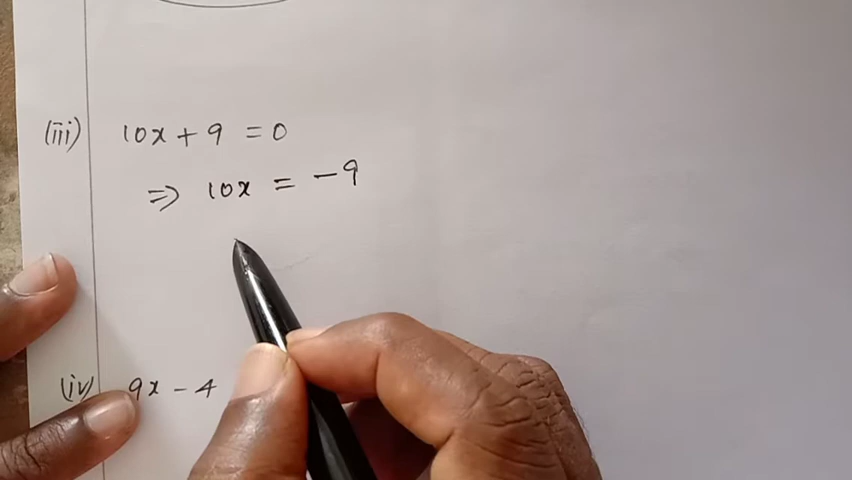 (iii) 10x + 9 = 0
⇒ 10x = -9
(iv) 9x - 4